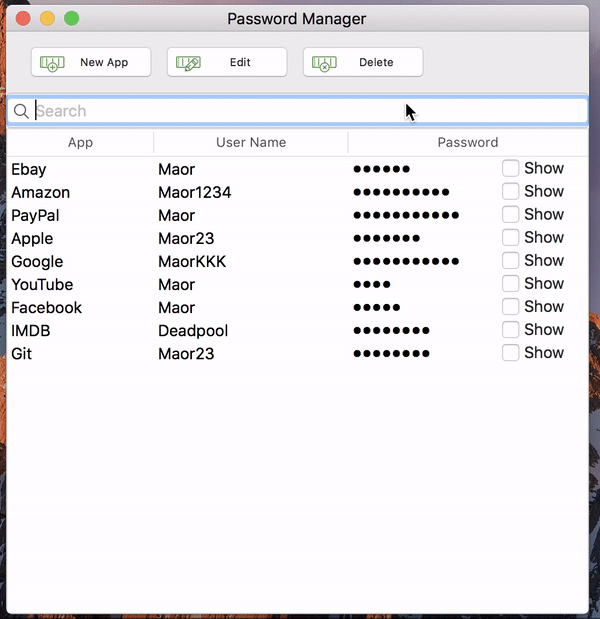 Password Manager
New App Edit Delete
Search
App User Name Password
Ebay Maor ●●●●●● Show
Amazon Maor1234 ●●●●●●●●●● Show
PayPal Maor ●●●●●●●●●●● Show
Apple Maor23 ●●●●●●● Show
Google MaorKKK ●●●●●●●●●●● Show
YouTube Maor ●●●● Show
Facebook Maor ●●●●● Show
IMDB Deadpool ●●●●●●●● Show
Git Maor23 ●●●●●●●● Show